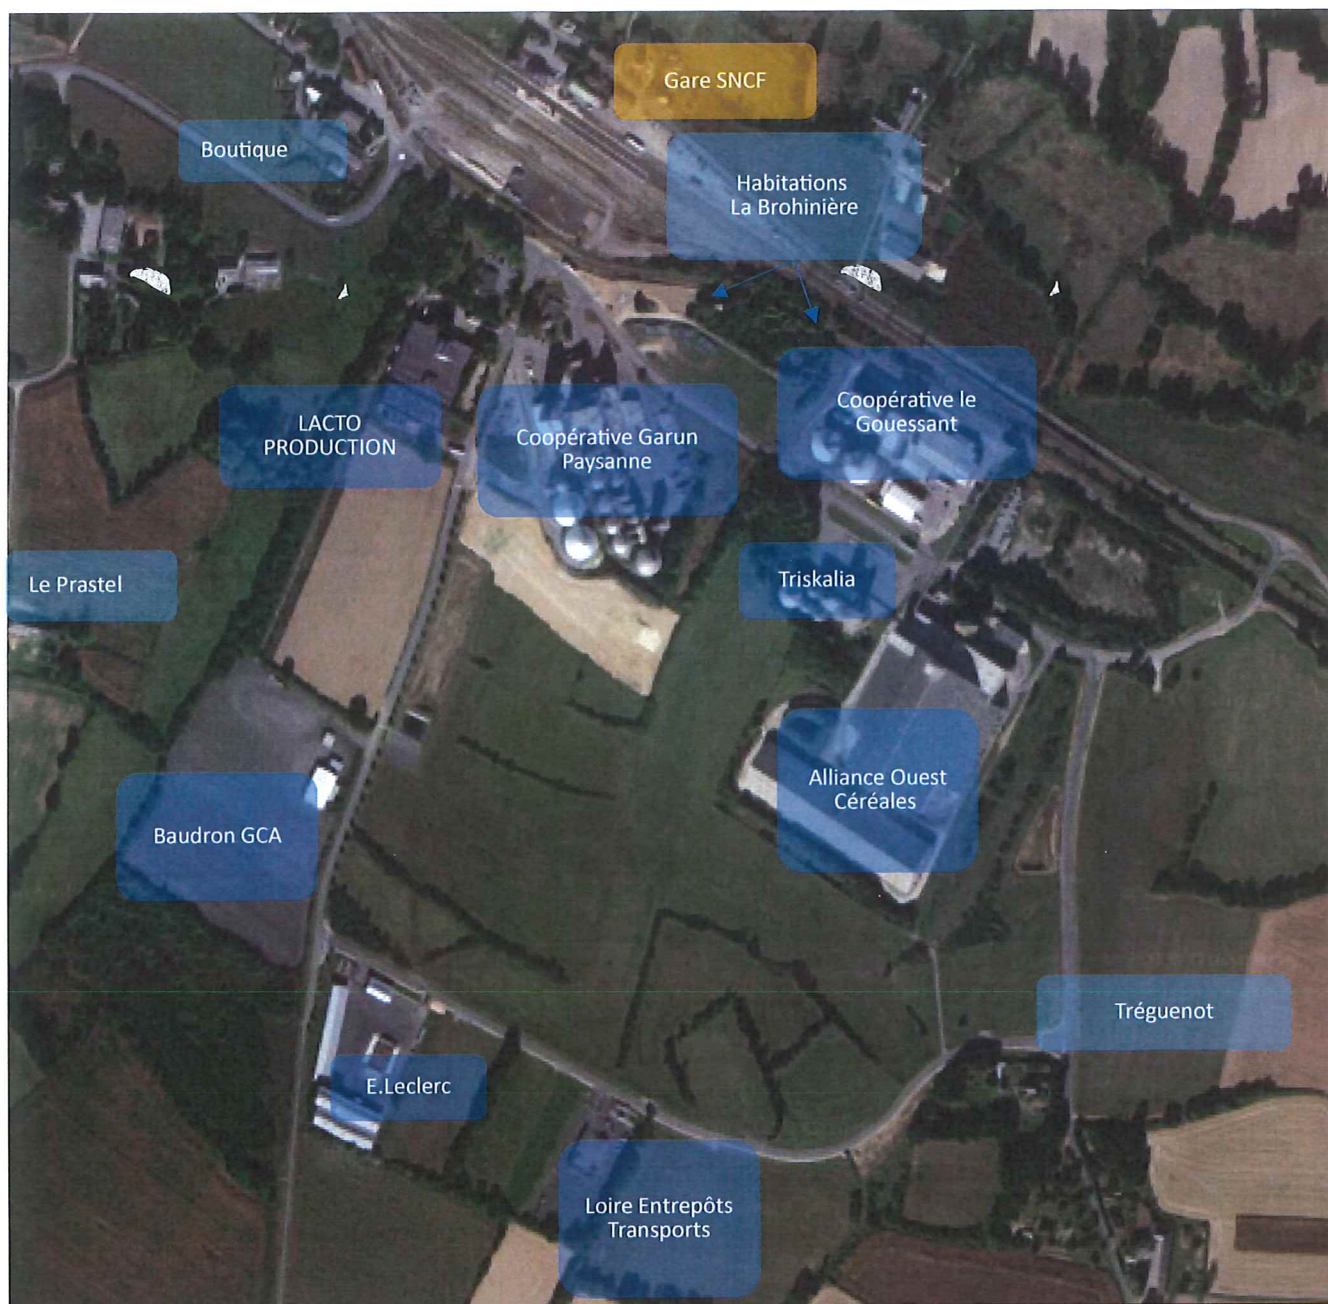 Gare SNCF
Boutique
Habitations
La Brohinière
LACTO
PRODUCTION
Coopérative Garun
Paysanne
Coopérative le
Gouessant
Le Prastel
Triskalia
Alliance Ouest
Céréales
Baudron GCA
Tréguenot
E.Leclerc
Loire Entrepôts
Transports